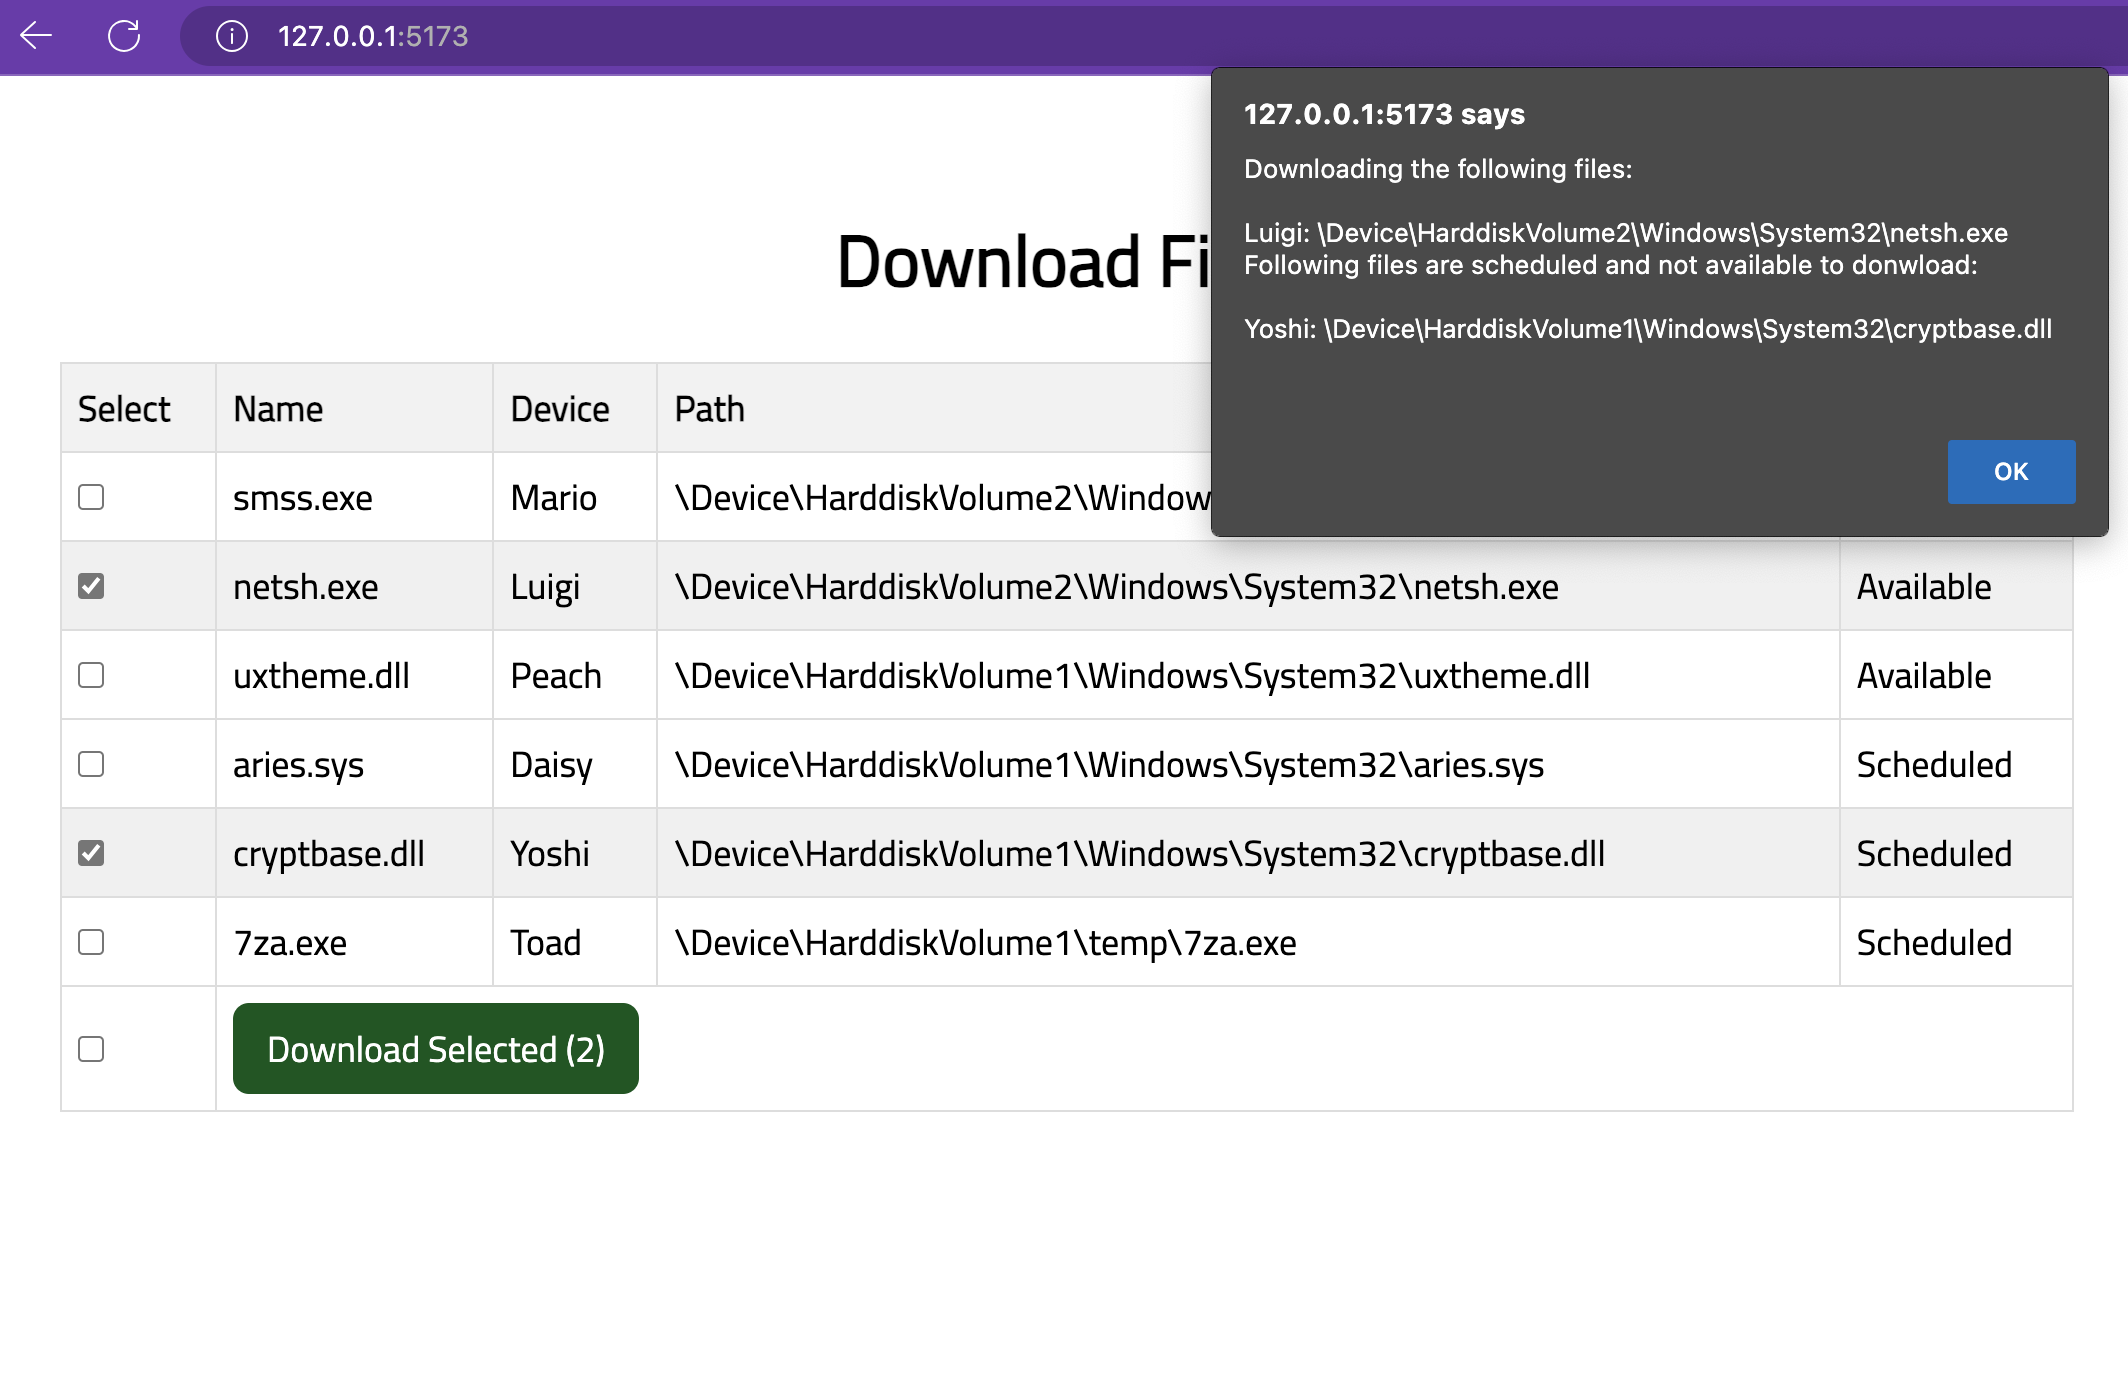 127.0.0.1:5173
127.0.0.1:5173 says
Downloading the following files:
Luigi: \Device\HarddiskVolume2\Windows\System32\netsh.exe
Following files are scheduled and not available to donwload:
Yoshi: \Device\HarddiskVolume1\Windows\System32\cryptbase.dll
OK
Download
Select Name Device Path
smss.exe Mario \Device\HarddiskVolume2\Window
netsh.exe Luigi \Device\HarddiskVolume2\Windows\System32\netsh.exe Available
uxtheme.dll Peach \Device\HarddiskVolume1\Windows\System32\uxtheme.dll Available
aries.sys Daisy \Device\HarddiskVolume1\Windows\System32\aries.sys Scheduled
cryptbase.dll Yoshi \Device\HarddiskVolume1\Windows\System32\cryptbase.dll Scheduled
7za.exe Toad \Device\HarddiskVolume1\temp\7za.exe Scheduled
Download Selected (2)